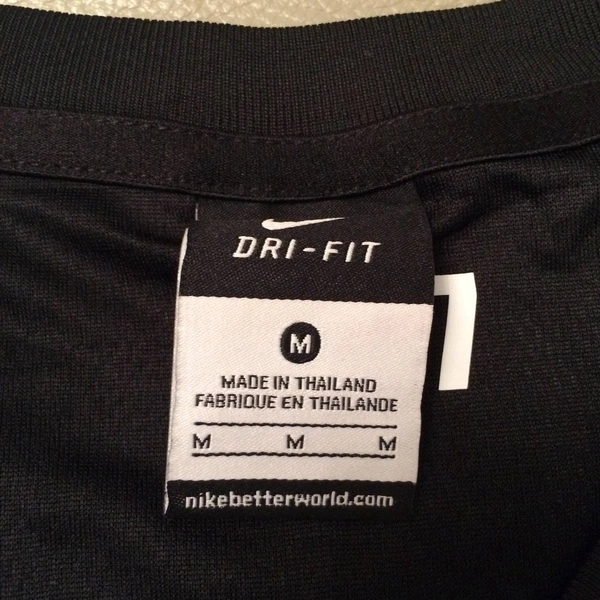 DRI-FIT
M
MADE IN THAILAND
FABRIQUE EN THAILANDE
M M M
nikebetterworld.com